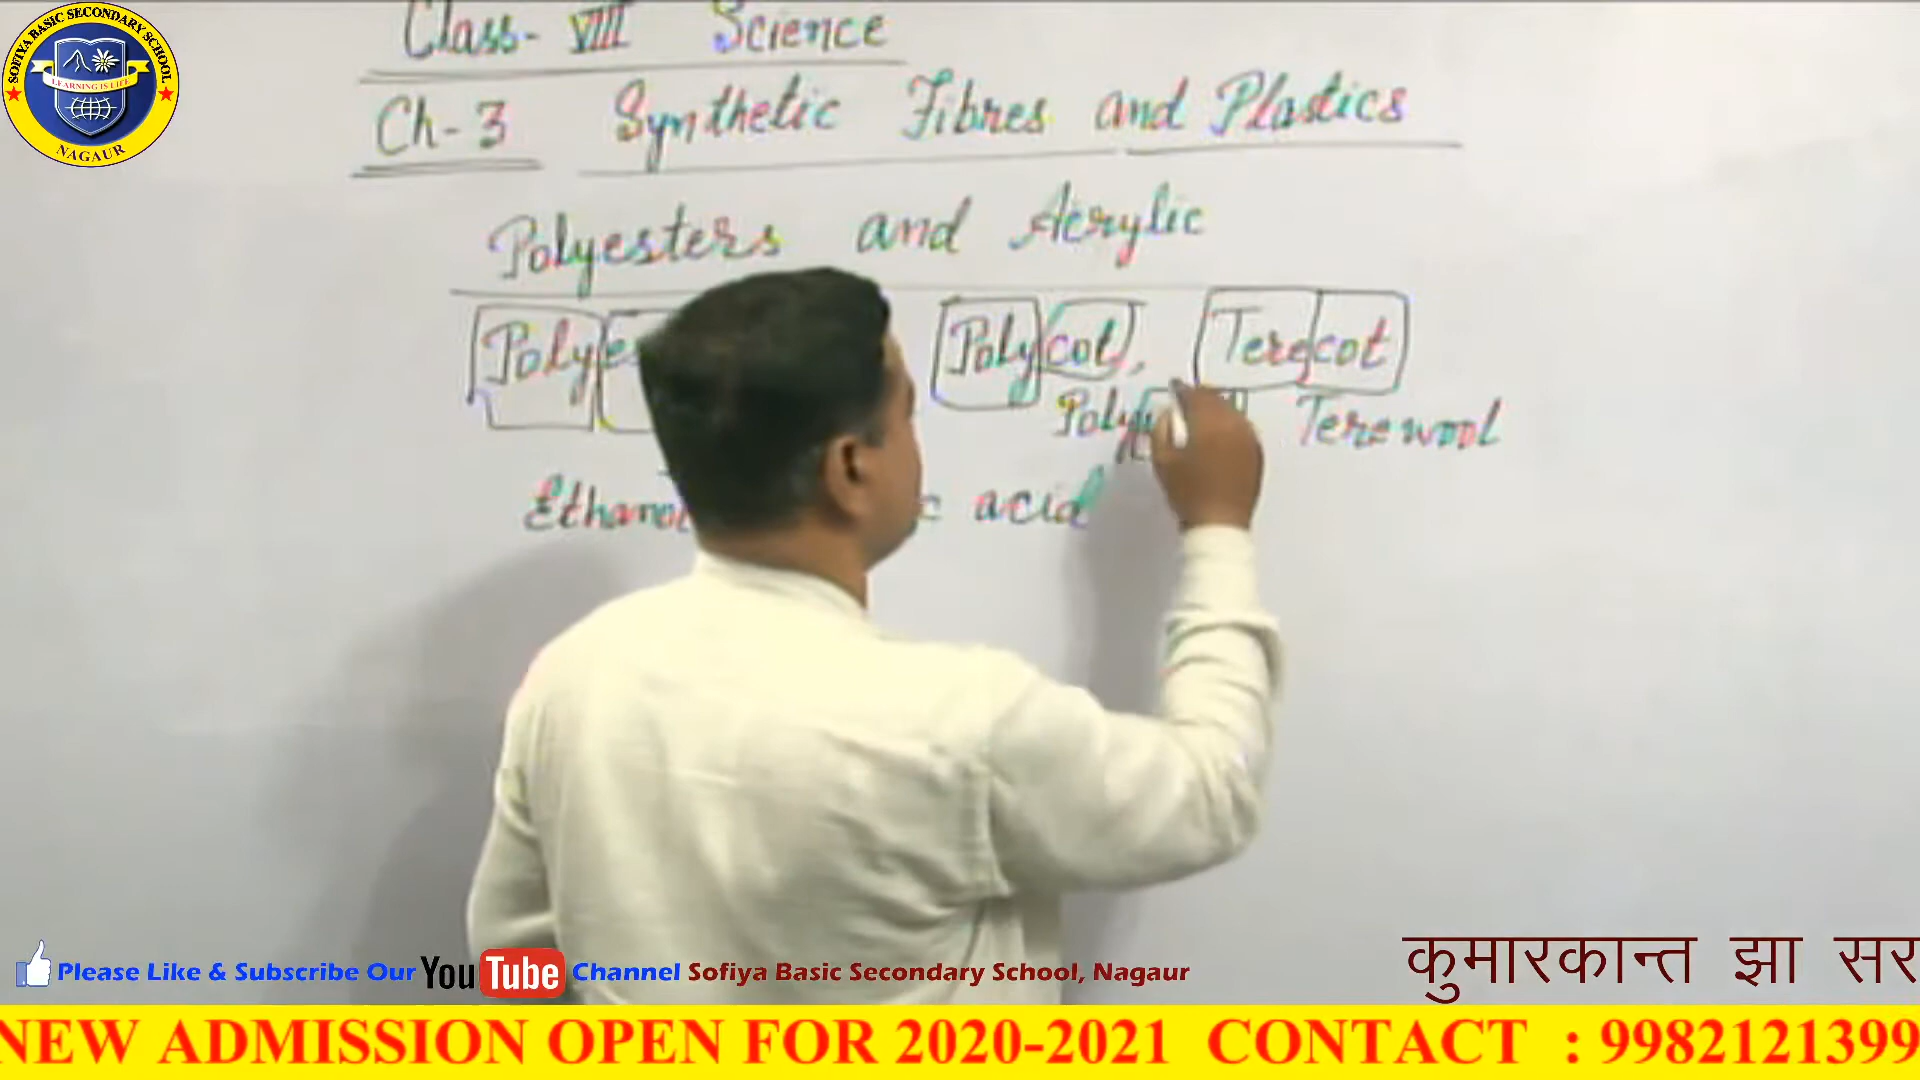 SOFIYA BASIC SECONDARY SCHOOL
LEARNING IS LIFE
NAGAUR
Class- VIII Science
Ch-3 Synthetic Fibres and Plastics
Polyesters and Acrylic
Polycot, Terecot
Terewool
acid
Please Like & Subscribe Our YouTube Channel Sofiya Basic Secondary School, Nagaur
कुमारकान्त झा सर
NEW ADMISSION OPEN FOR 2020-2021 CONTACT : 9982121399